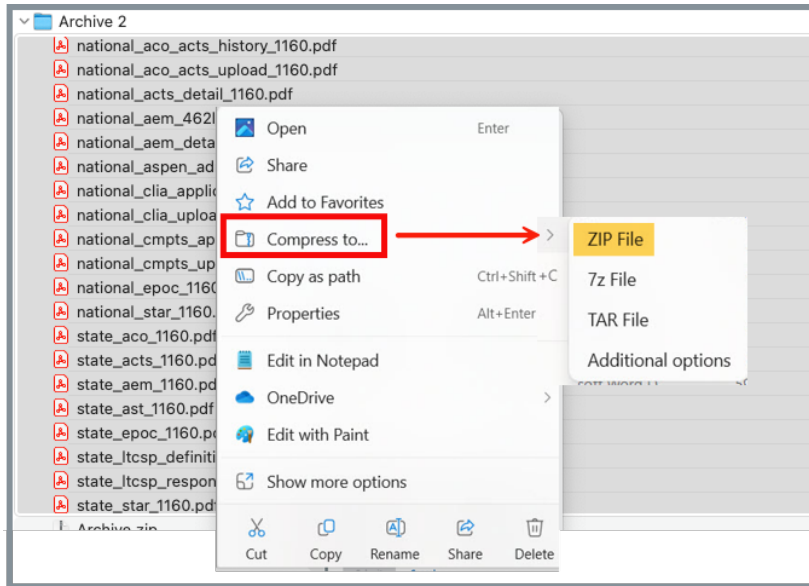 Archive 2
national_aco_acts_history_1160.pdf
national_aco_acts_upload_1160.pdf
national_acts_detail_1160.pdf
national_aem_462l
national_aem_deta
national_aspen_ad
national_clia_applic
national_clia_uploa
national_cmpts_ap
national_cmpts_up
national_epoc_1160
national_star_1160.
state_aco_1160.pdf
state_acts_1160.pd
state_aem_1160.pd
state_ast_1160.pdf
state_epoc_1160.pd
state_ltcsp_definiti
state_ltcsp_respon
state_star_1160.pdf
Archive.zip
Open Enter
Share
Add to Favorites
Compress to...
Copy as path Ctrl+Shift+C
Properties Alt+Enter
Edit in Notepad
OneDrive
Edit with Paint
Show more options
Cut Copy Rename Share Delete
ZIP File
7z File
TAR File
Additional options